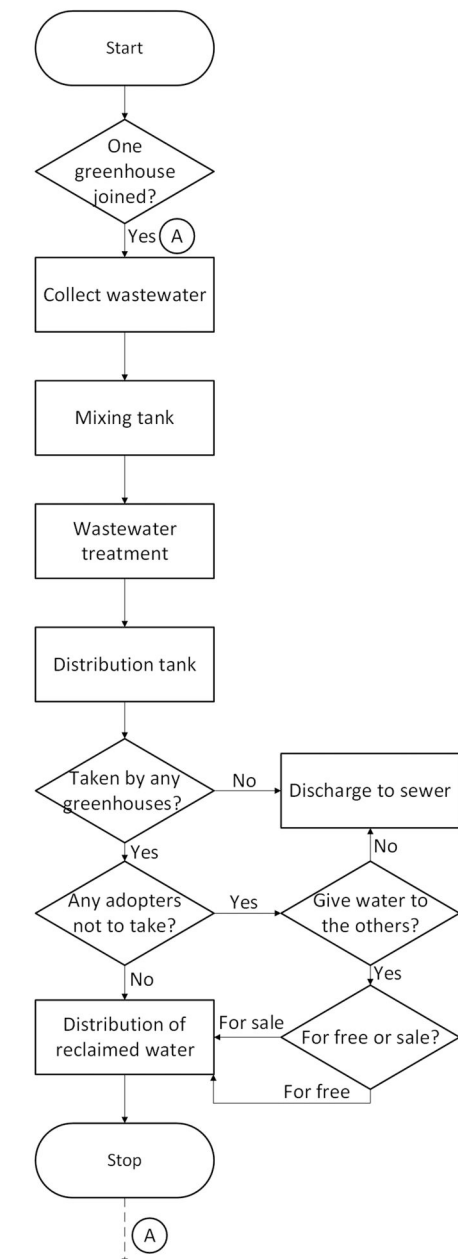 Start
One
greenhouse
joined?
Yes
A
Collect wastewater
Mixing tank
Wastewater
treatment
Distribution tank
Taken by any
greenhouses?
No
Discharge to sewer
Yes
No
Any adopters
not to take?
Yes
Give water to
the others?
No
Yes
Distribution of
reclaimed water
For sale
For free or sale?
For free
Stop
A